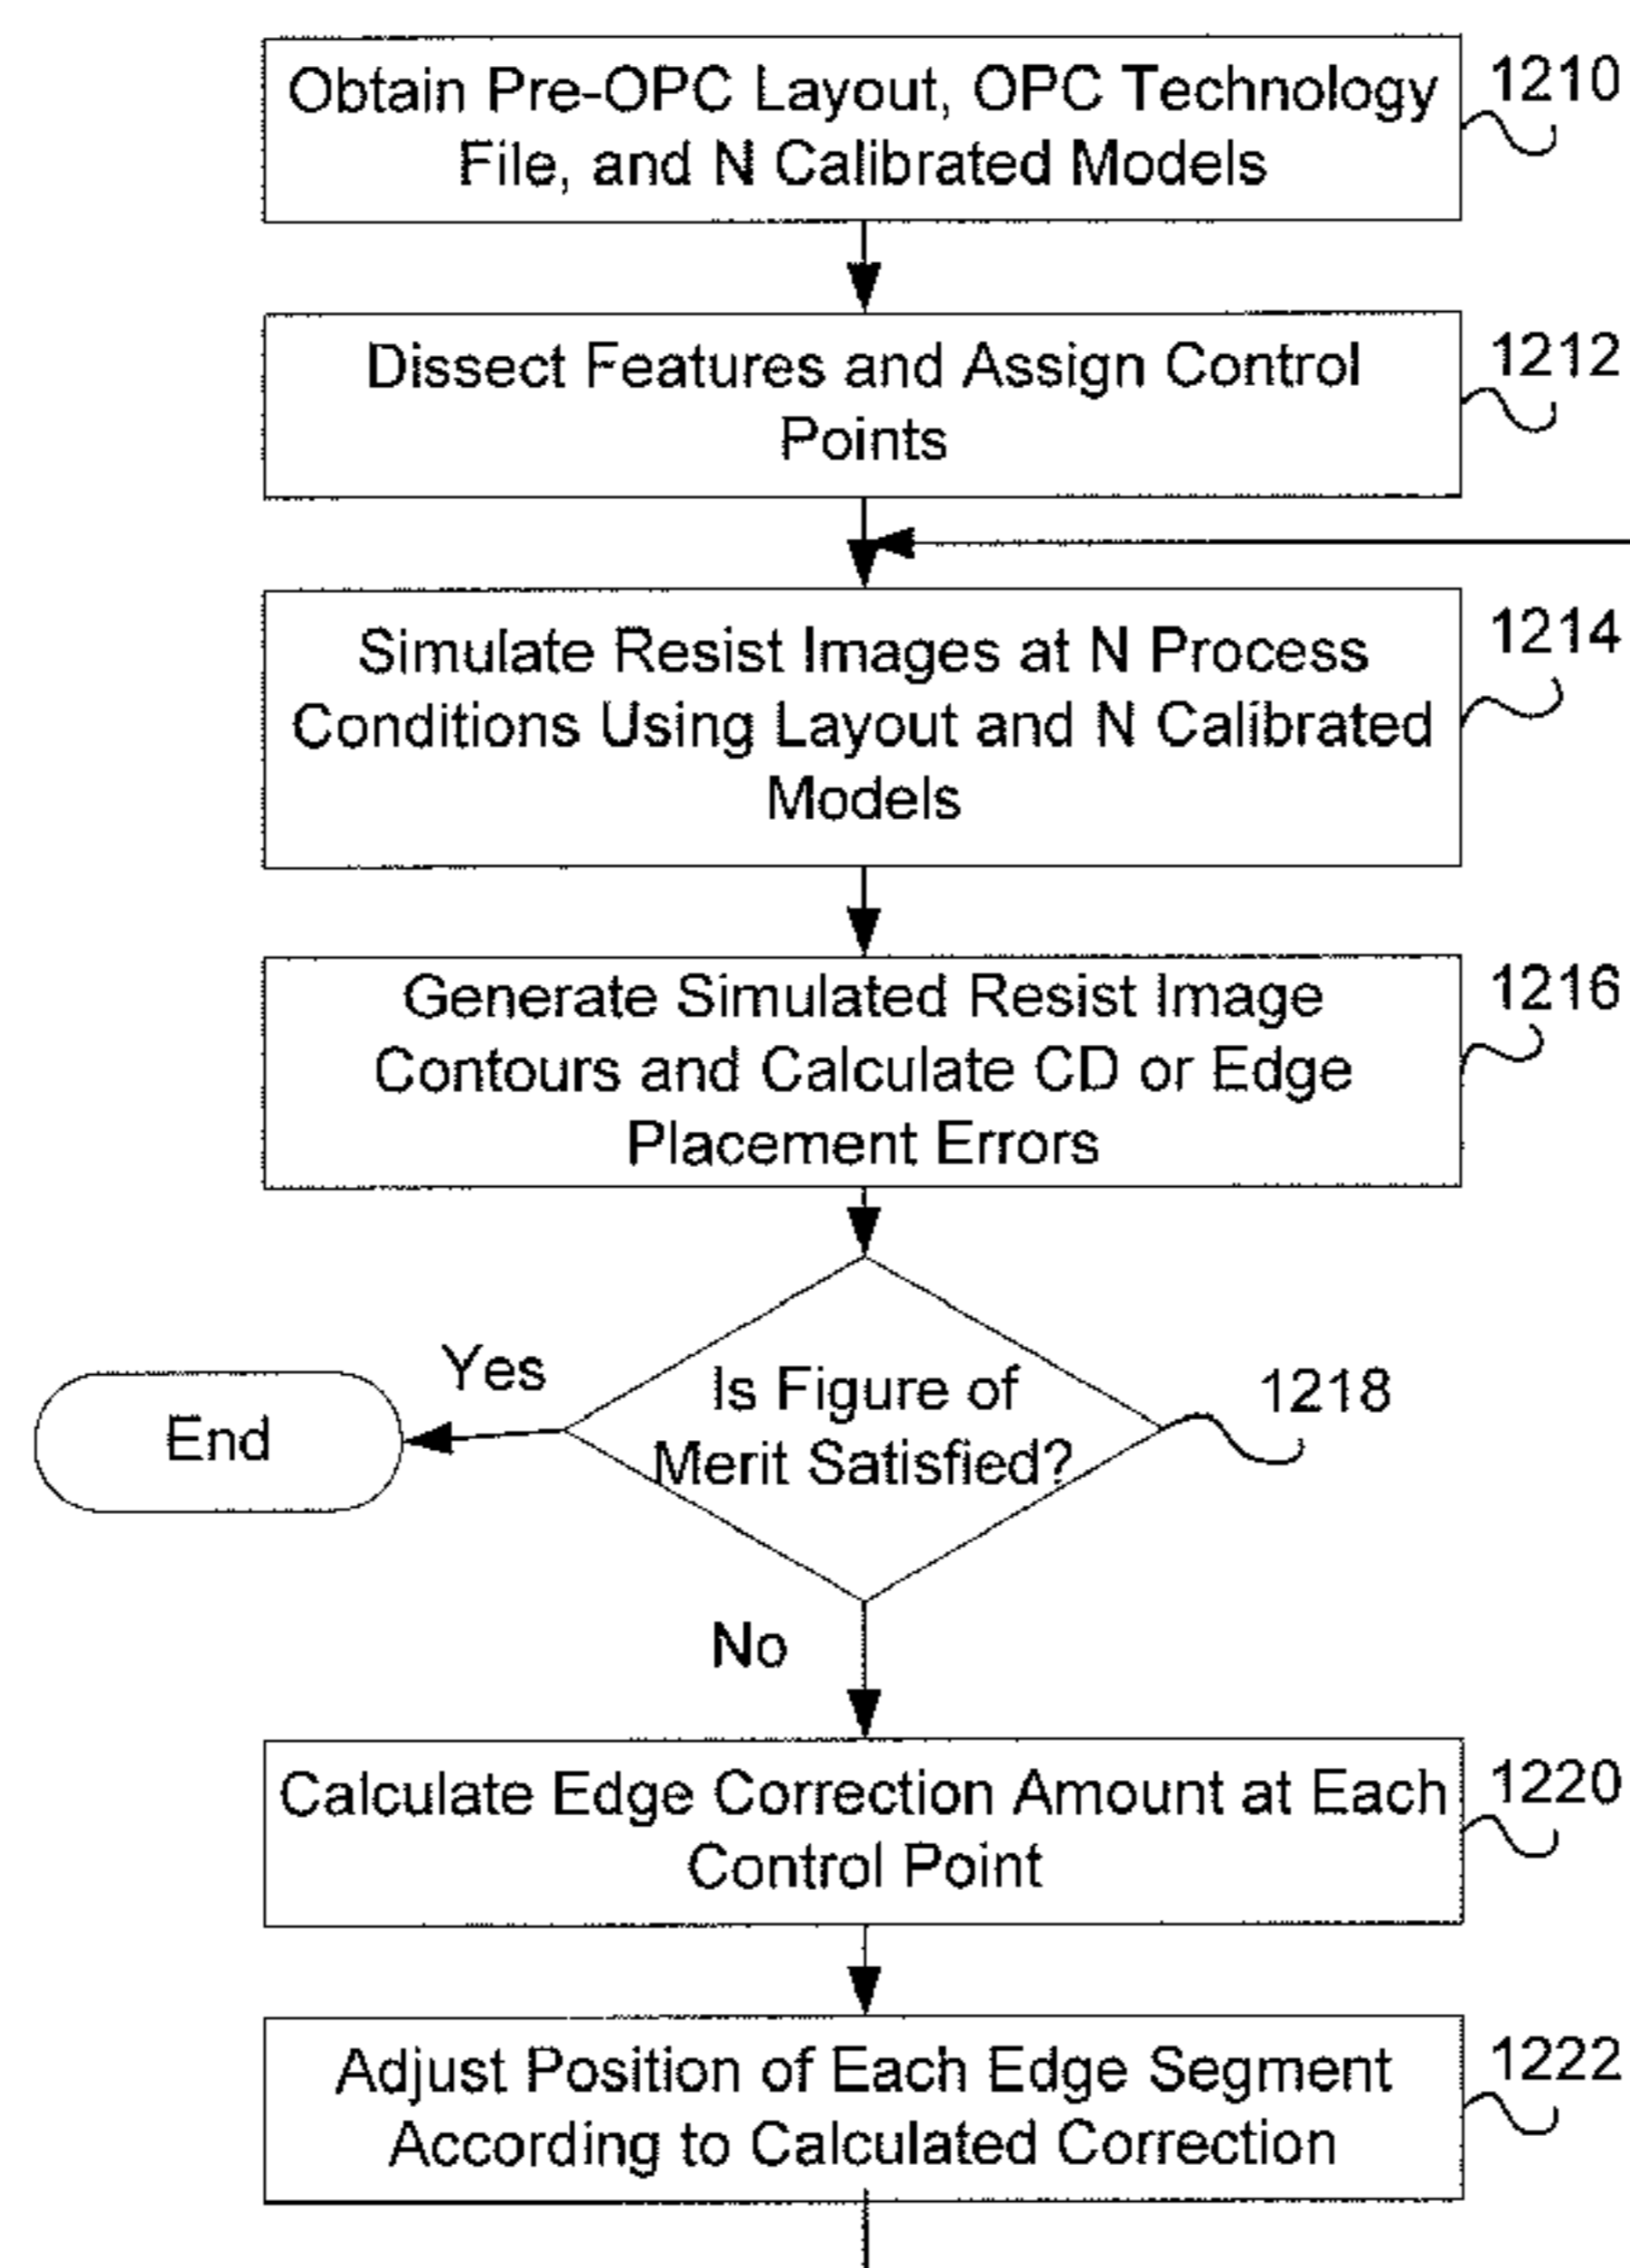 Obtain Pre-OPC Layout, OPC Technology
File, and N Calibrated Models
1210
Dissect Features and Assign Control
Points
1212
Simulate Resist Images at N Process
Conditions Using Layout and N Calibrated
Models
1214
Generate Simulated Resist Image
Contours and Calculate CD or Edge
Placement Errors
1216
Yes
End
Is Figure of
Merit Satisfied?
1218
No
Calculate Edge Correction Amount at Each
Control Point
1220
Adjust Position of Each Edge Segment
According to Calculated Correction
1222